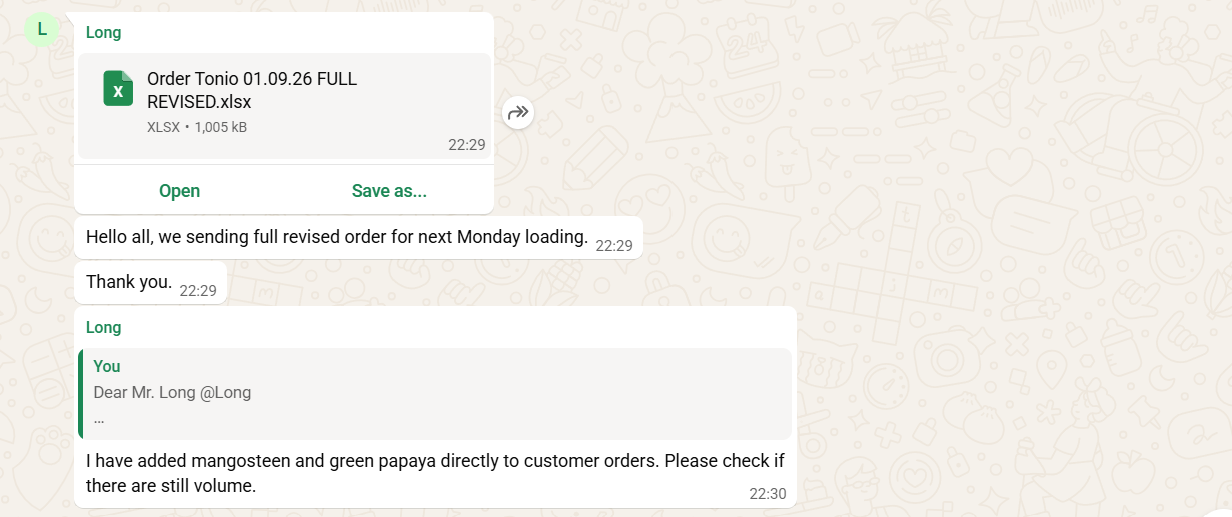 L
Long
X
Order Tonio 01.09.26 FULL
REVISED.xlsx
XLSX • 1,005 kB
22:29
Open
Save as...
Hello all, we sending full revised order for next Monday loading. 22:29
Thank you. 22:29
Long
You
Dear Mr. Long @Long
...
I have added mangosteen and green papaya directly to customer orders. Please check if
there are still volume.
22:30